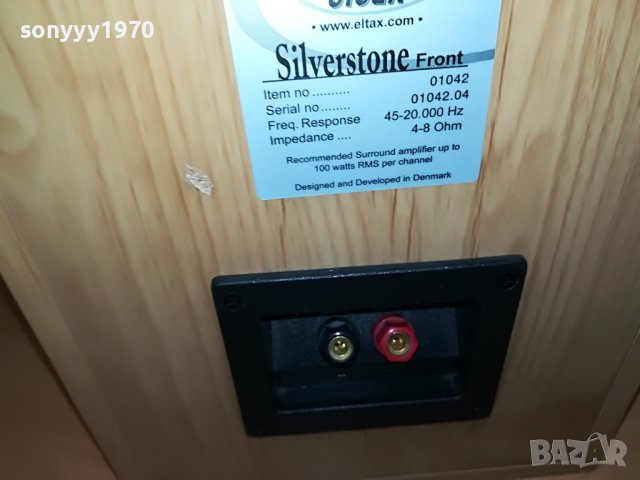 sonyyy1970
eltax
• www.eltax.com •
Silverstone Front
Item no .......... 01042
Serial no........ 01042.04
Freq. Response 45-20.000 Hz
Impedance .... 4-8 Ohm
Recommended Surround amplifier up to
100 watts RMS per channel
Designed and Developed in Denmark
BAZAR